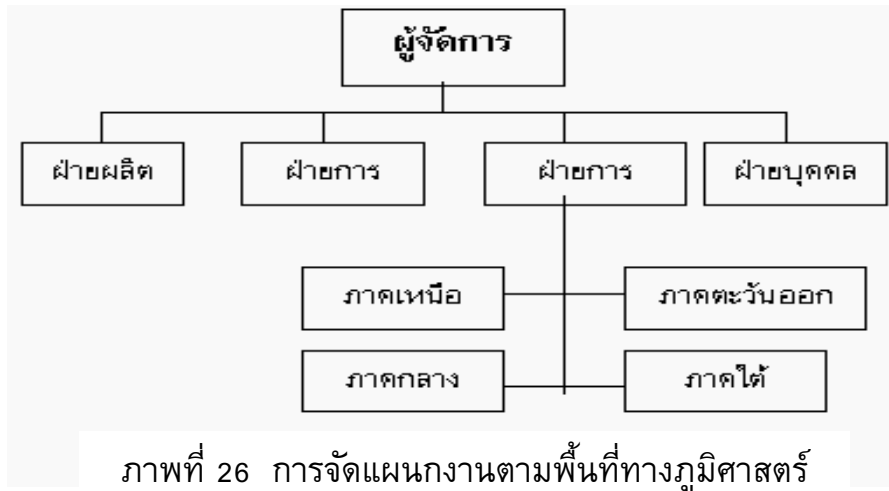 ผู้จัดการ
ฝ่ายผลิต
ฝ่ายการ
ฝ่ายการ
ฝ่ายบุคคล
ภาคเหนือ
ภาคตะวันออก
ภาคกลาง
ภาคใต้
ภาพที่ 26 การจัดแผนกงานตามพื้นที่ทางภูมิศาสตร์